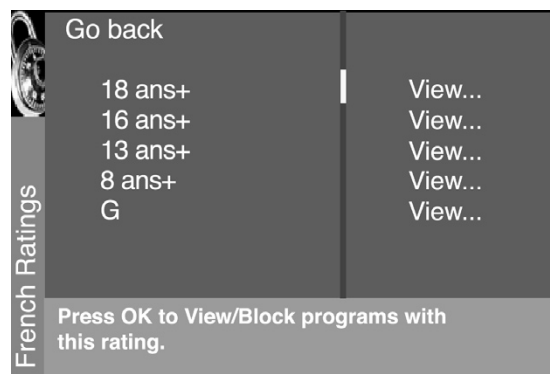 Go back
18 ans+ View...
16 ans+ View...
13 ans+ View...
8 ans+ View...
G View...
French Ratings
Press OK to View/Block programs with
this rating.